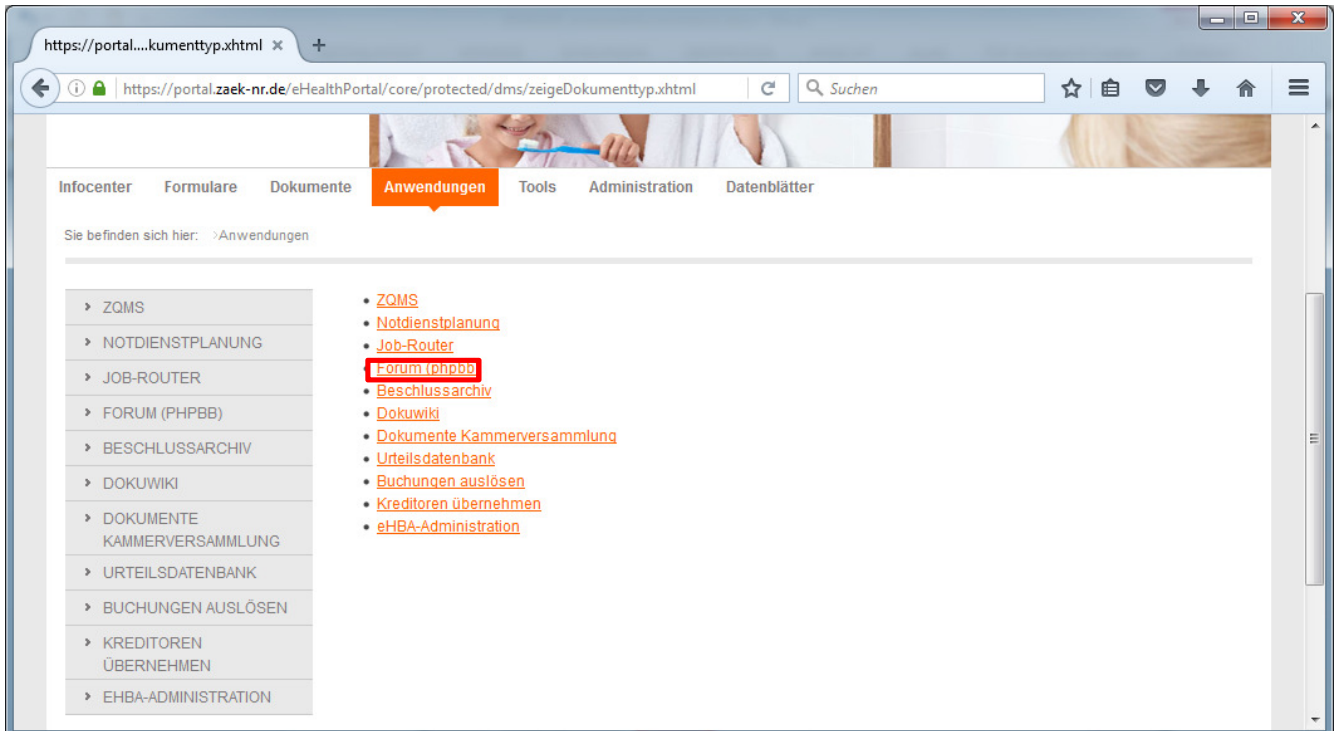 https://portal....kumenttyp.xhtml
https://portal.zaek-nr.de/eHealthPortal/core/protected/dms/zeigeDokumenttyp.xhtml
Suchen
Infocenter Formulare Dokumente Anwendungen Tools Administration Datenblätter
Sie befinden sich hier: >Anwendungen
ZQMS
NOTDIENSTPLANUNG
JOB-ROUTER
FORUM (PHPBB)
BESCHLUSSARCHIV
DOKUWIKI
DOKUMENTE
KAMMERVERSAMMLUNG
URTEILSDATENBANK
BUCHUNGEN AUSLÖSEN
KREDITOREN
ÜBERNEHMEN
EHBA-ADMINISTRATION
ZQMS
Notdienstplanung
Job-Router
Forum (phpbb)
Beschlussarchiv
Dokuwiki
Dokumente Kammerversammlung
Urteilsdatenbank
Buchungen auslösen
Kreditoren übernehmen
eHBA-Administration